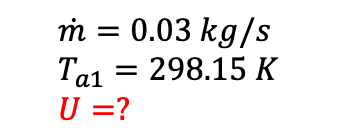 ṁ = 0.03 kg/s
Ta1 = 298.15 K
U =?